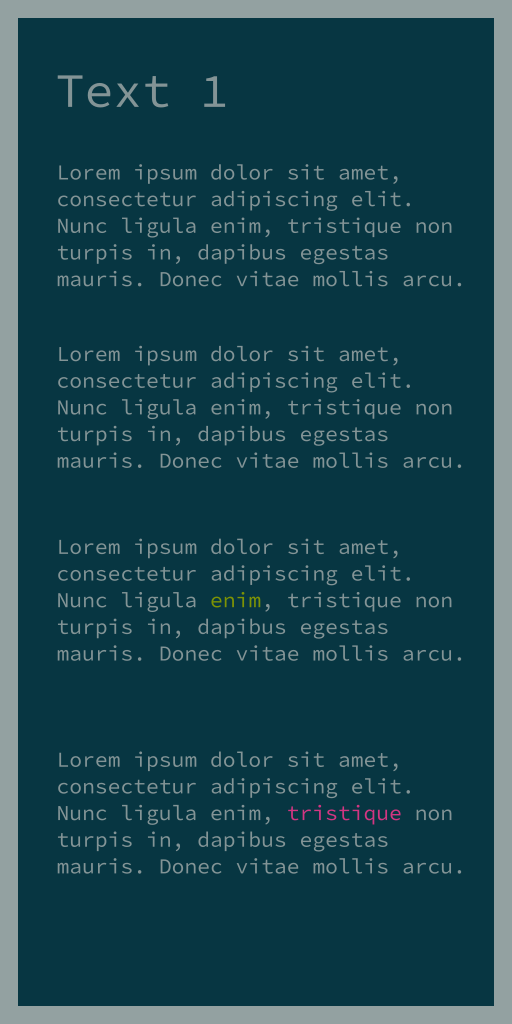 Text 1
Lorem ipsum dolor sit amet,
consectetur adipiscing elit.
Nunc ligula enim, tristique non
turpis in, dapibus egestas
mauris. Donec vitae mollis arcu.
Lorem ipsum dolor sit amet,
consectetur adipiscing elit.
Nunc ligula enim, tristique non
turpis in, dapibus egestas
mauris. Donec vitae mollis arcu.
Lorem ipsum dolor sit amet,
consectetur adipiscing elit.
Nunc ligula enim, tristique non
turpis in, dapibus egestas
mauris. Donec vitae mollis arcu.
Lorem ipsum dolor sit amet,
consectetur adipiscing elit.
Nunc ligula enim, tristique non
turpis in, dapibus egestas
mauris. Donec vitae mollis arcu.